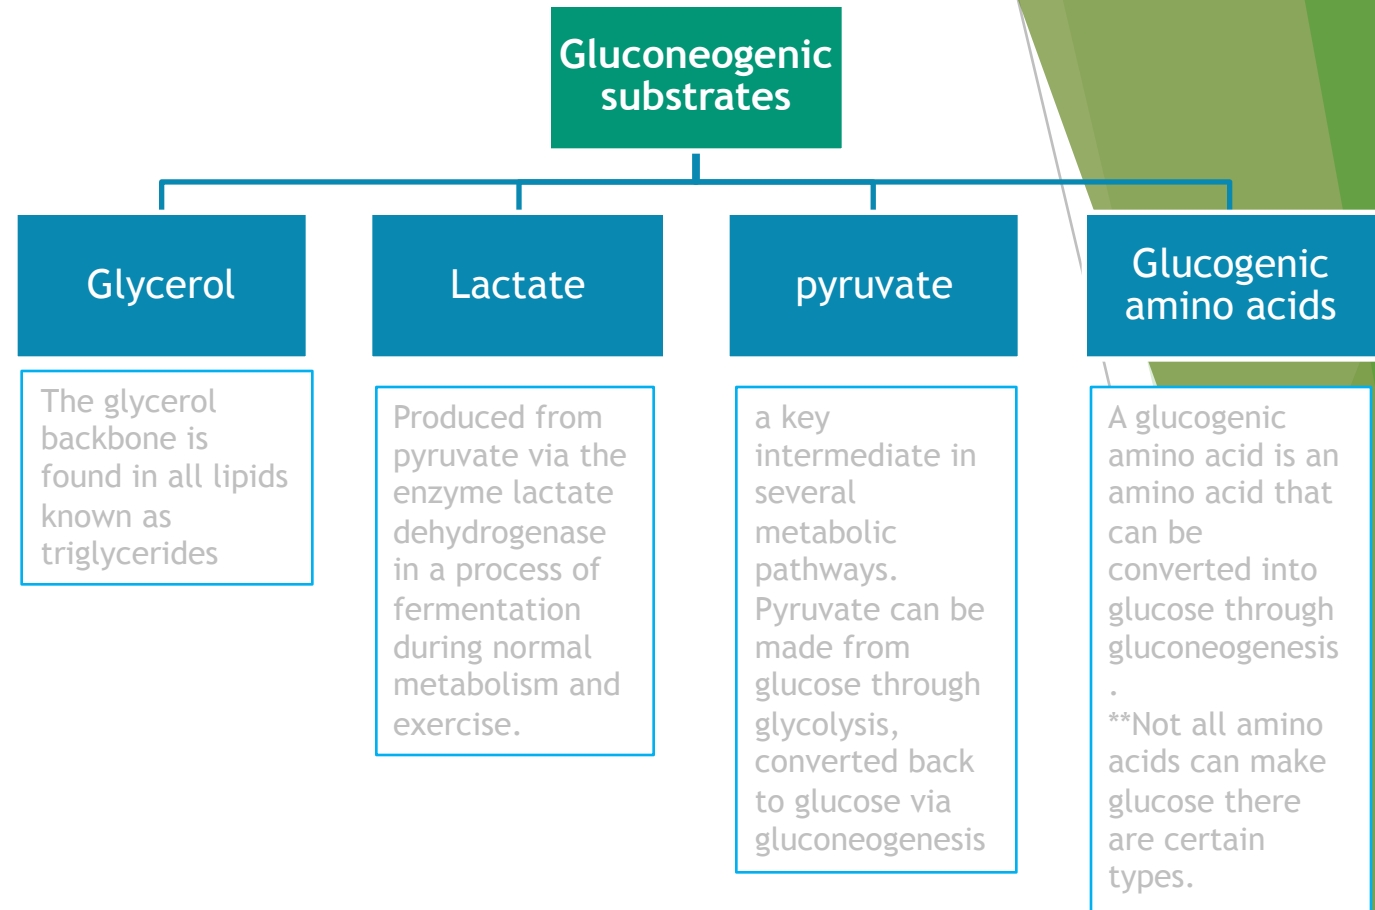 Gluconeogenic
substrates
Glycerol
Lactate
pyruvate
Glucogenic
amino acids
The glycerol
backbone is
found in all lipids
known as
triglycerides
Produced from
pyruvate via the
enzyme lactate
dehydrogenase
in a process of
fermentation
during normal
metabolism and
exercise.
a key
intermediate in
several
metabolic
pathways.
Pyruvate can be
made from
glucose through
glycolysis,
converted back
to glucose via
gluconeogenesis
A glucogenic
amino acid is an
amino acid that
can be
converted into
glucose through
gluconeogenesis
.
**Not all amino
acids can make
glucose there
are certain
types.